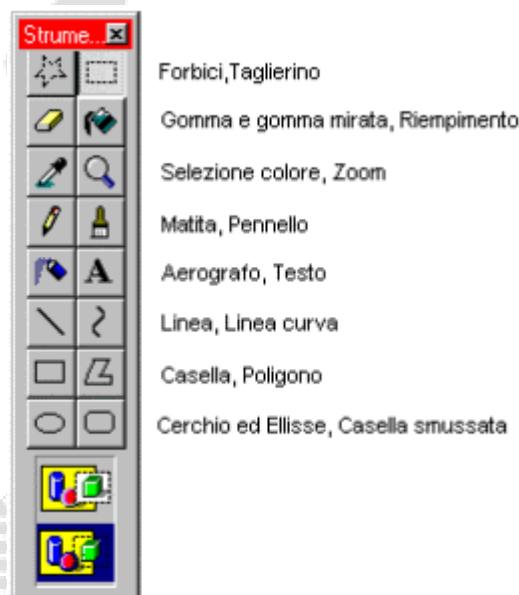 Strume...
Forbici,Taglierino
Gomma e gomma mirata, Riempimento
Selezione colore, Zoom
Matita, Pennello
A
Aerografo, Testo
Linea, Linea curva
Casella, Poligono
Cerchio ed Ellisse, Casella smussata